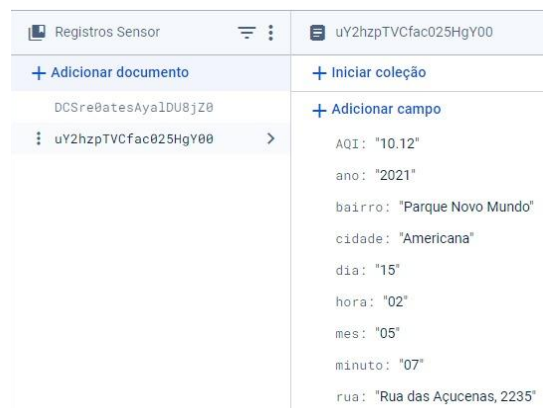 Registros Sensor
+ Adicionar documento
DCSre0atesAyalDU8jZ0
uY2hzpTVCfac025HgY00
uY2hzpTVCfac025HgY00
+ Iniciar coleção
+ Adicionar campo
AQI: "10.12"
ano: "2021"
bairro: "Parque Novo Mundo"
cidade: "Americana"
dia: "15"
hora: "02"
mes: "05"
minuto: "07"
rua: "Rua das Açucenas, 2235"